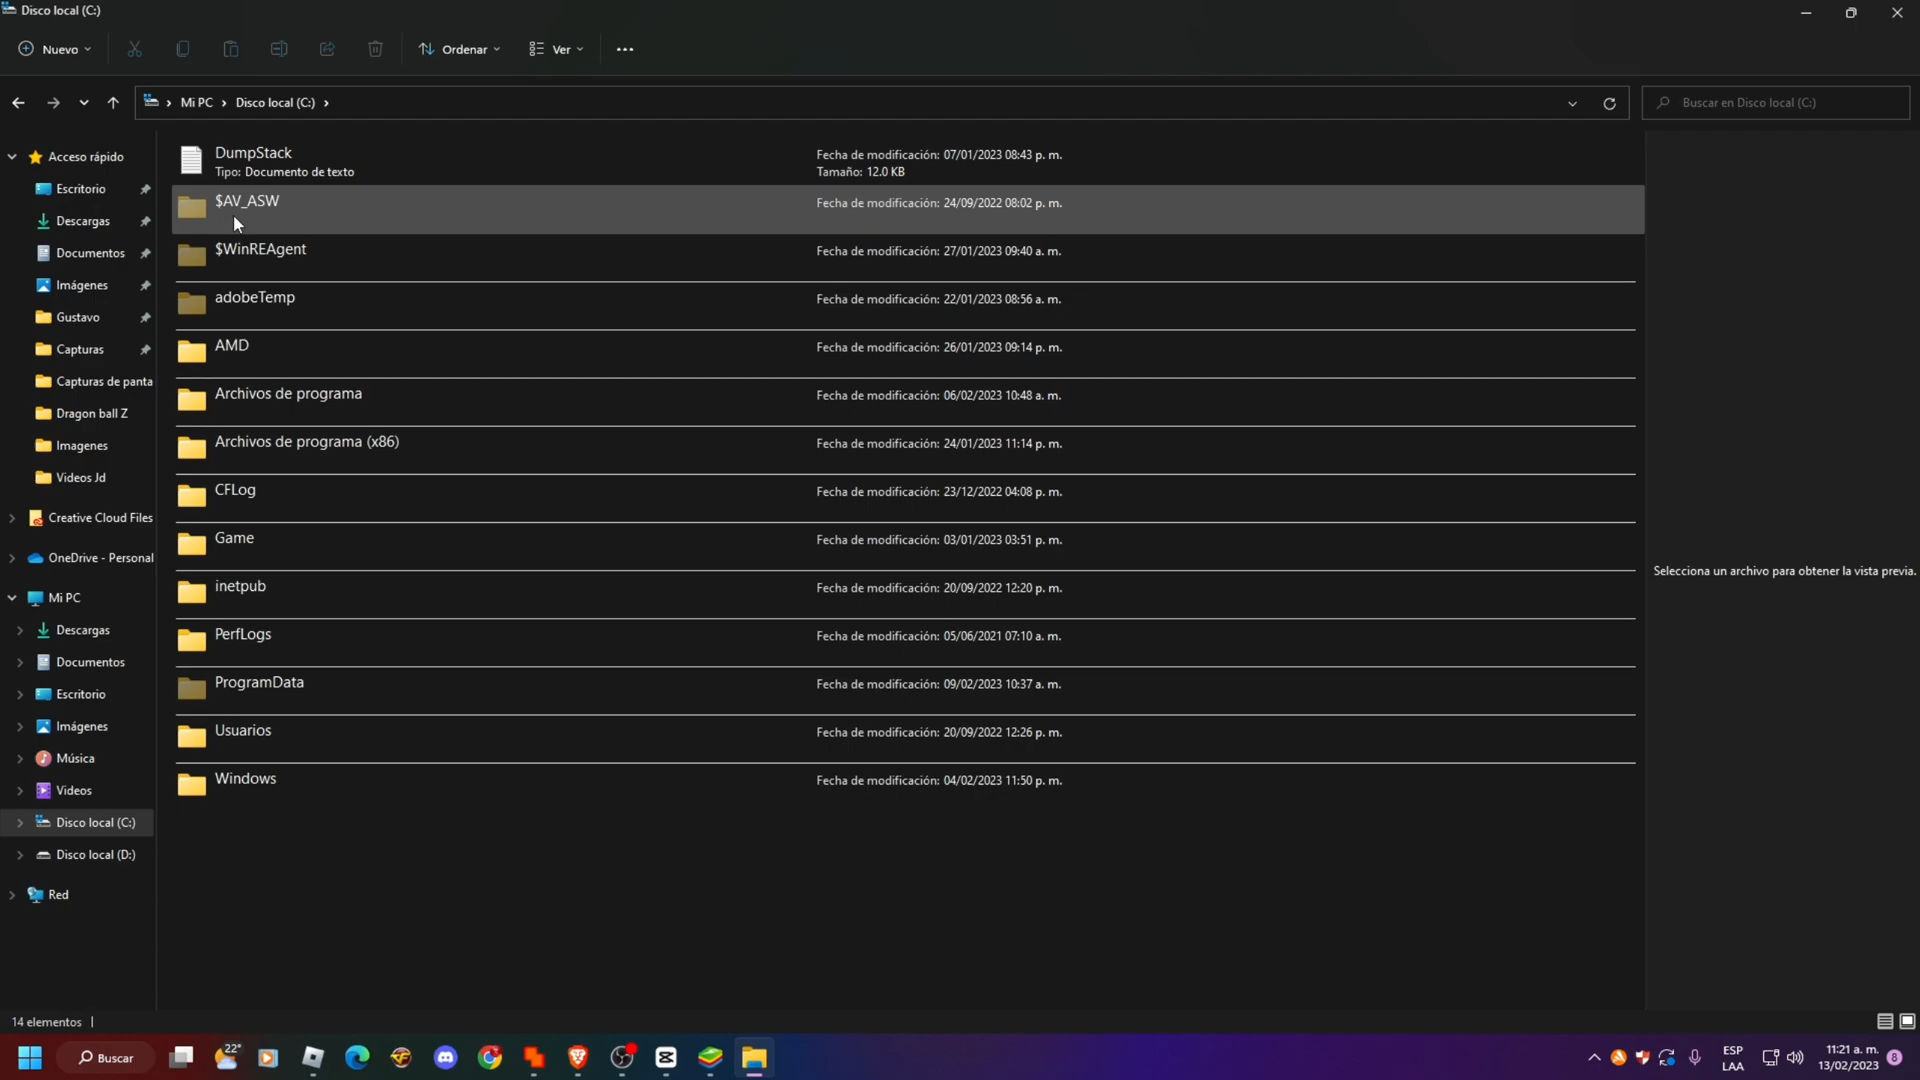 Disco local (C:)
Nuevo
Ordenar
Ver
Mi PC
Disco local (C:)
Buscar en Disco local (C:)
Acceso rápido
Escritorio
Descargas
Documentos
Imágenes
Gustavo
Capturas
Capturas de panta
Dragon ball Z
Imagenes
Videos Jd
Creative Cloud Files
OneDrive - Personal
Mi PC
Descargas
Documentos
Escritorio
Imágenes
Música
Videos
Disco local (C:)
Disco local (D:)
Red
DumpStack
Tipo: Documento de texto
Fecha de modificación: 07/01/2023 08:43 p. m.
Tamaño: 12.0 KB
$AV_ASW
Fecha de modificación: 24/09/2022 08:02 p. m.
$WinREAgent
Fecha de modificación: 27/01/2023 09:40 a. m.
adobeTemp
Fecha de modificación: 22/01/2023 08:56 a. m.
AMD
Fecha de modificación: 26/01/2023 09:14 p. m.
Archivos de programa
Fecha de modificación: 06/02/2023 10:48 a. m.
Archivos de programa (x86)
Fecha de modificación: 24/01/2023 11:14 p. m.
CFLog
Fecha de modificación: 23/12/2022 04:08 p. m.
Game
Fecha de modificación: 03/01/2023 03:51 p. m.
inetpub
Fecha de modificación: 20/09/2022 12:20 p. m.
PerfLogs
Fecha de modificación: 05/06/2021 07:10 a. m.
ProgramData
Fecha de modificación: 09/02/2023 10:37 a. m.
Usuarios
Fecha de modificación: 20/09/2022 12:26 p. m.
Windows
Fecha de modificación: 04/02/2023 11:50 p. m.
Selecciona un archivo para obtener la vista previa.
14 elementos
Buscar
22°
ESP
LAA
11:21 a. m.
13/02/2023
8